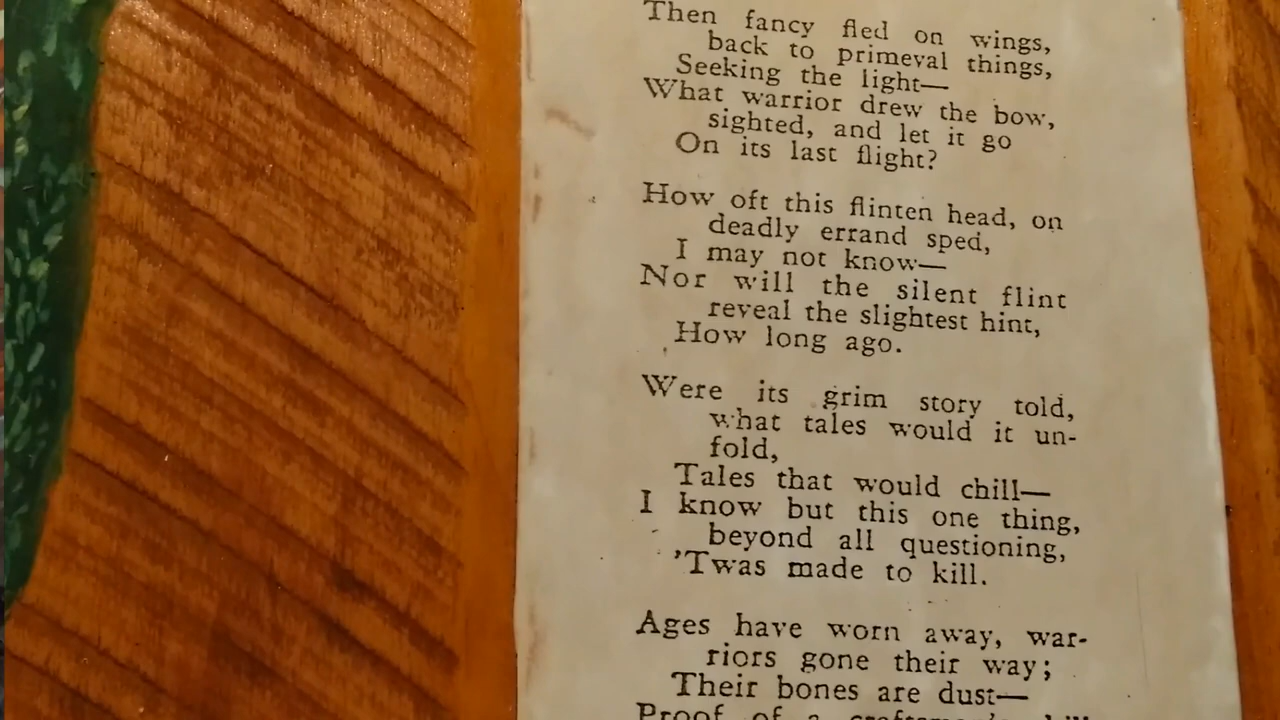 Then fancy fled on wings,
back to primeval things,
Seeking the light—
What warrior drew the bow,
sighted, and let it go
On its last flight?
How oft this flinten head, on
deadly errand sped,
I may not know—
Nor will the silent flint
reveal the slightest hint,
How long ago.
Were its grim story told,
what tales would it un-
fold,
Tales that would chill—
I know but this one thing,
beyond all questioning,
'Twas made to kill.
Ages have worn away, war-
riors gone their way;
Their bones are dust—
Proof of a craftsman's